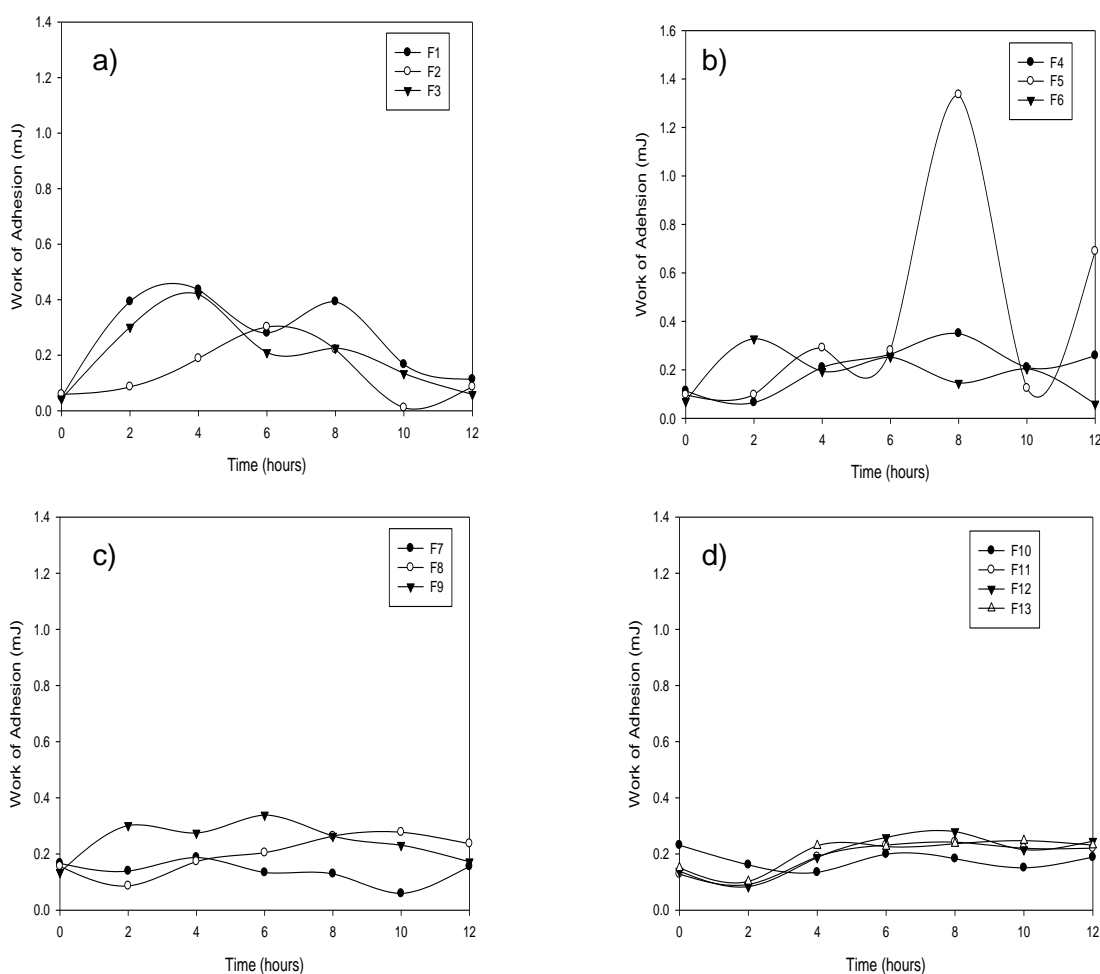 a)
F1
F2
F3
Work of Adhesion (mJ)
1.4
1.2
1.0
0.8
0.6
0.4
0.2
0.0
0 2 4 6 8 10 12
Time (hours)
b)
F4
F5
F6
Work of Adehsion (mJ)
1.6
1.4
1.2
1.0
0.8
0.6
0.4
0.2
0.0
0 2 4 6 8 10 12
Time (hours)
c)
F7
F8
F9
Work of Adhesion (mJ)
1.4
1.2
1.0
0.8
0.6
0.4
0.2
0.0
0 2 4 6 8 10 12
Time (hours)
d)
F10
F11
F12
F13
Work of Adhesion (mJ)
1.4
1.2
1.0
0.8
0.6
0.4
0.2
0.0
0 2 4 6 8 10 12
Time (hours)